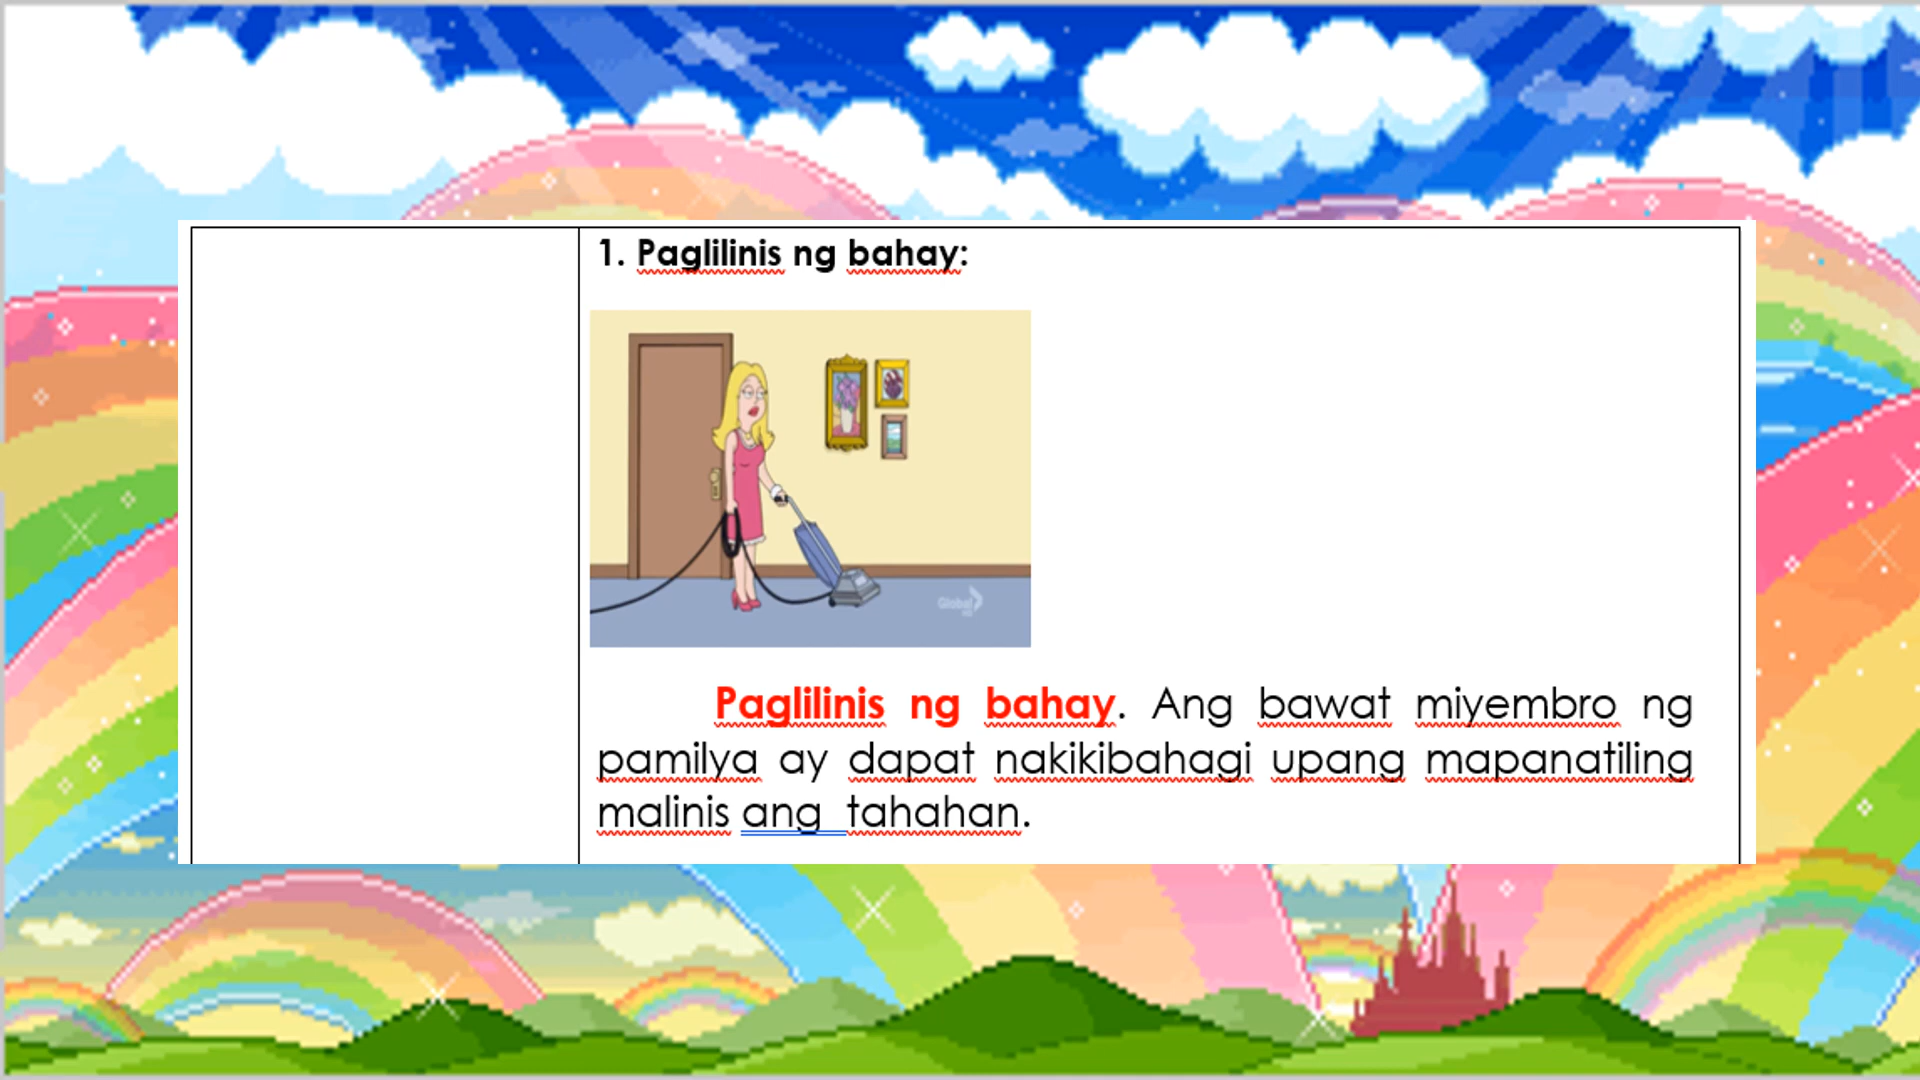 1. Paglilinis ng bahay:
Global
Paglilinis ng bahay. Ang bawat miyembro ng
pamilya ay dapat nakikibahagi upang mapanatiling
malinis ang tahahan.